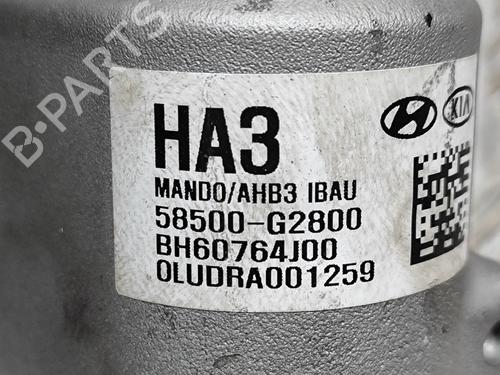 B-PARTS
HA3
KIA
MANDO/AHB3 IBAU
58500-G2800
BH60764J00
0LUDRA001259